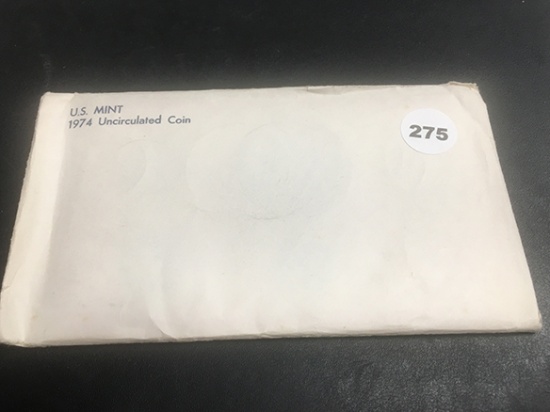 U.S. MINT
1974 Uncirculated Coin
275